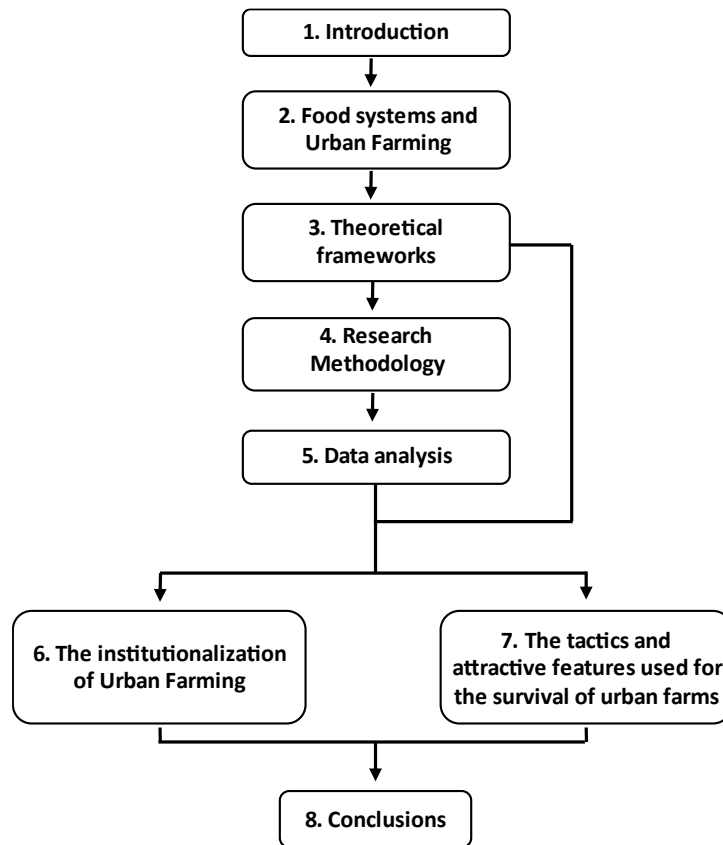 1. Introduction
2. Food systems and
Urban Farming
3. Theoretical
frameworks
4. Research
Methodology
5. Data analysis
6. The institutionalization
of Urban Farming
7. The tactics and
attractive features used for
the survival of urban farms
8. Conclusions